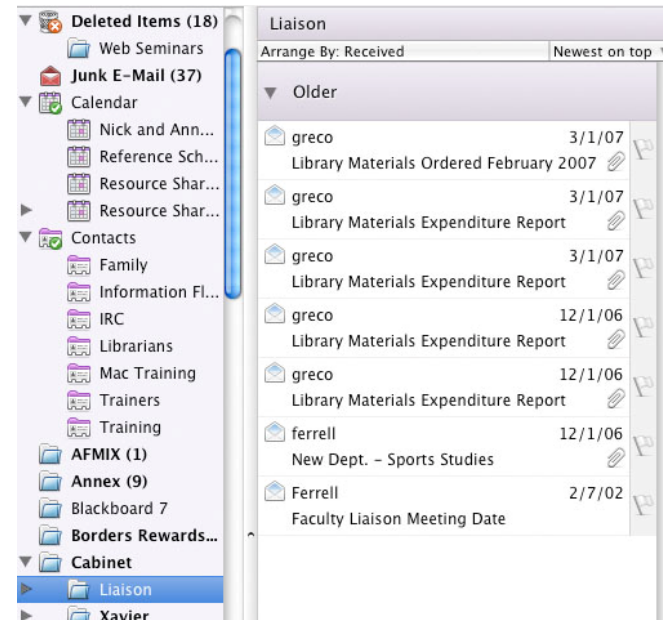 Deleted Items (18)
Web Seminars
Junk E-Mail (37)
Calendar
Nick and Ann...
Reference Sch...
Resource Shar...
Resource Shar...
Contacts
Family
Information Fl...
IRC
Librarians
Mac Training
Trainers
Training
AFMIX (1)
Annex (9)
Blackboard 7
Borders Rewards...
Cabinet
Liaison
Xavier
Liaison
Arrange By: Received Newest on top
Older
greco 3/1/07
Library Materials Ordered February 2007
greco 3/1/07
Library Materials Expenditure Report
greco 3/1/07
Library Materials Expenditure Report
greco 12/1/06
Library Materials Expenditure Report
greco 12/1/06
Library Materials Expenditure Report
ferrell 12/1/06
New Dept. - Sports Studies
Ferrell 2/7/02
Faculty Liaison Meeting Date